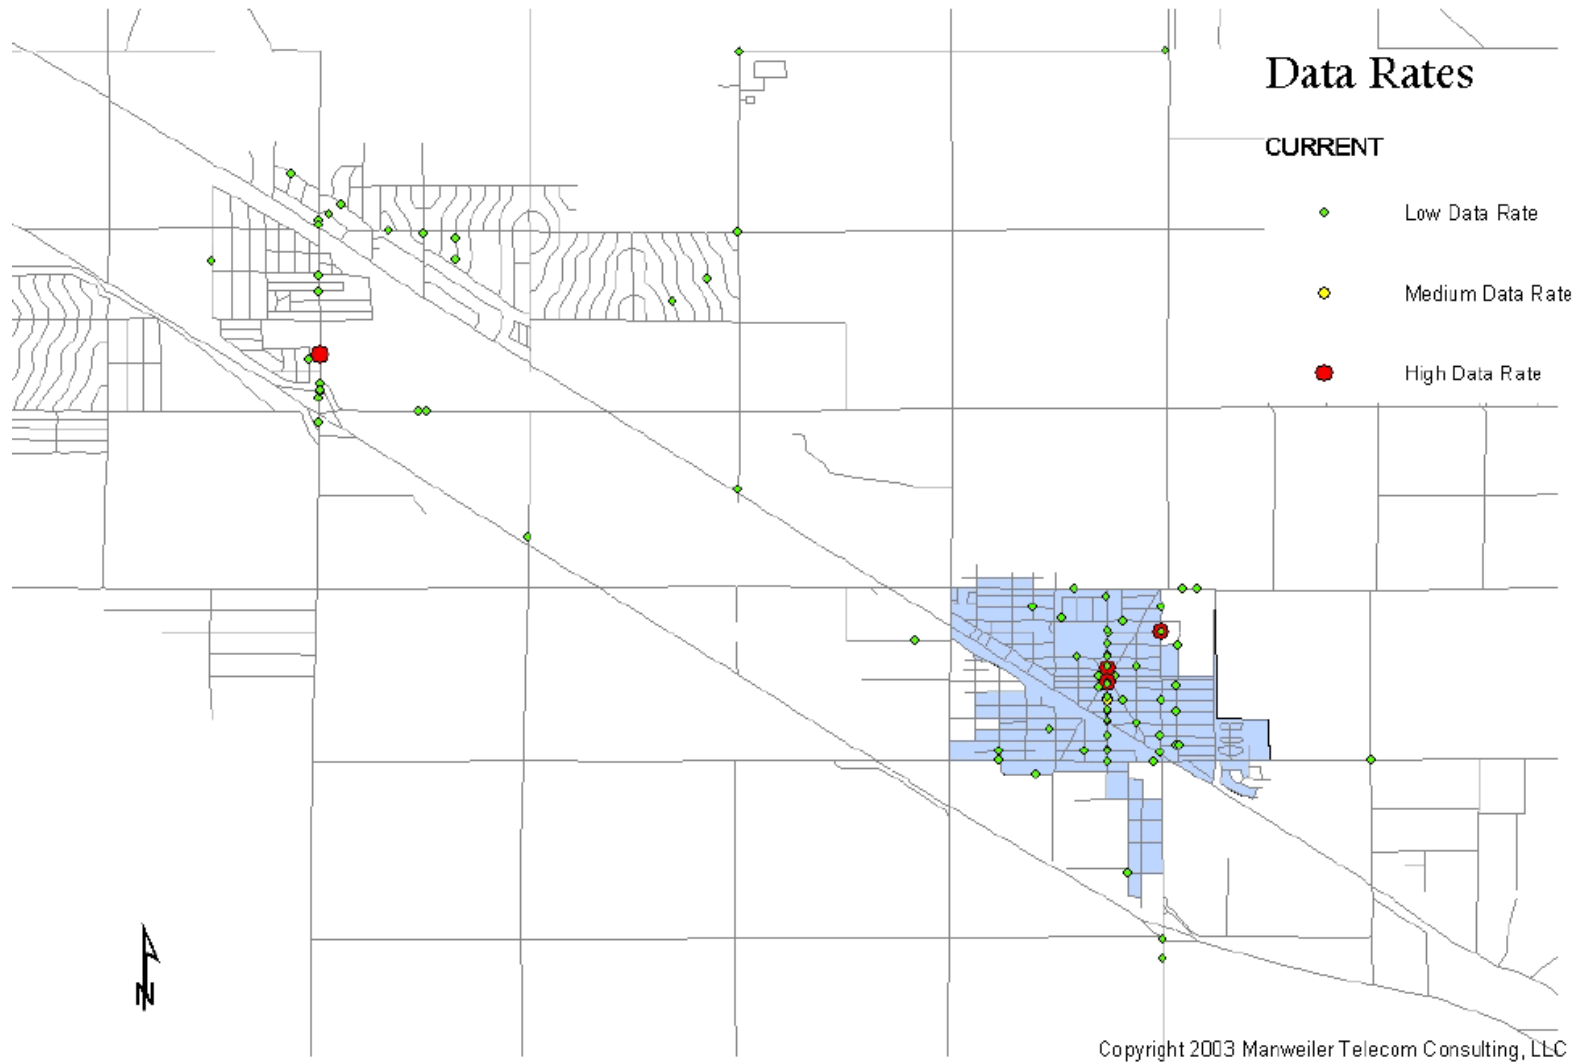 Data Rates
CURRENT
Low Data Rate
Medium Data Rate
High Data Rate
N
Copyright 2003 Manweiler Telecom Consulting, LLC